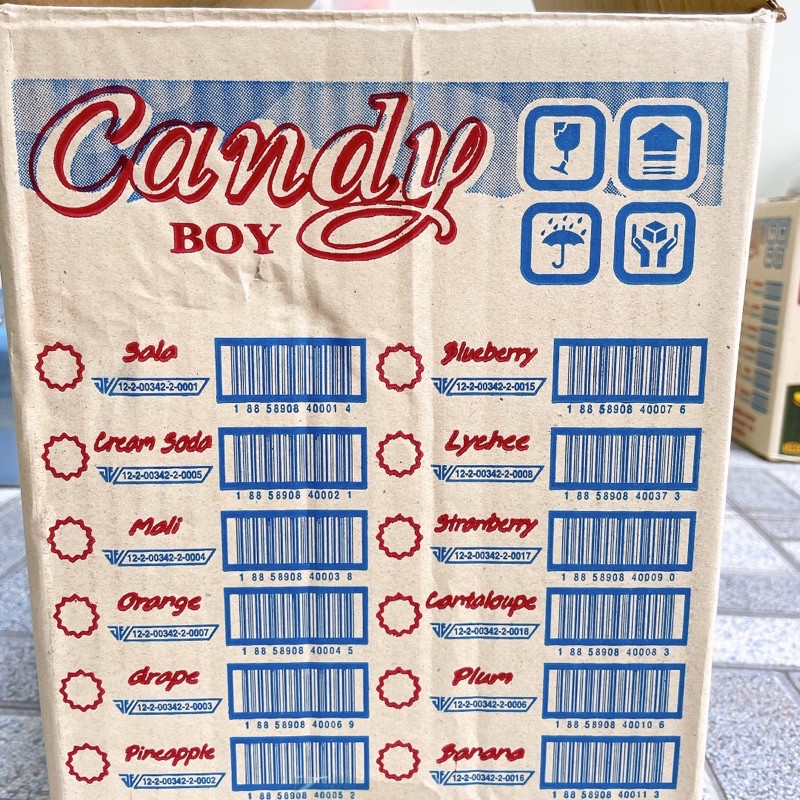 Candy
BOY
Sala
12-2-00342-2-0001
1 88 58908 40001 4
Blueberry
12-2-00342-2-0015
1 88 58908 40007 6
Cream Soda
12-2-00342-2-0005
1 88 58908 40002 1
Lychee
12-2-00342-2-0008
1 88 58908 40037 3
Mali
12-2-00342-2-0004
1 88 58908 40003 8
Stranberry
12-2-00342-2-0017
1 88 58908 40009 0
Orange
12-2-00342-2-0007
1 88 58908 40004 5
Cantaloupe
12-2-00342-2-0018
1 88 58908 40008 3
Grape
12-2-00342-2-0003
1 88 58908 40006 9
Plum
12-2-00342-2-0006
1 88 58908 40010 6
Pineapple
12-2-00342-2-0002
1 88 58908 40005 2
Banana
12-2-00342-2-0016
1 88 58908 40011 3